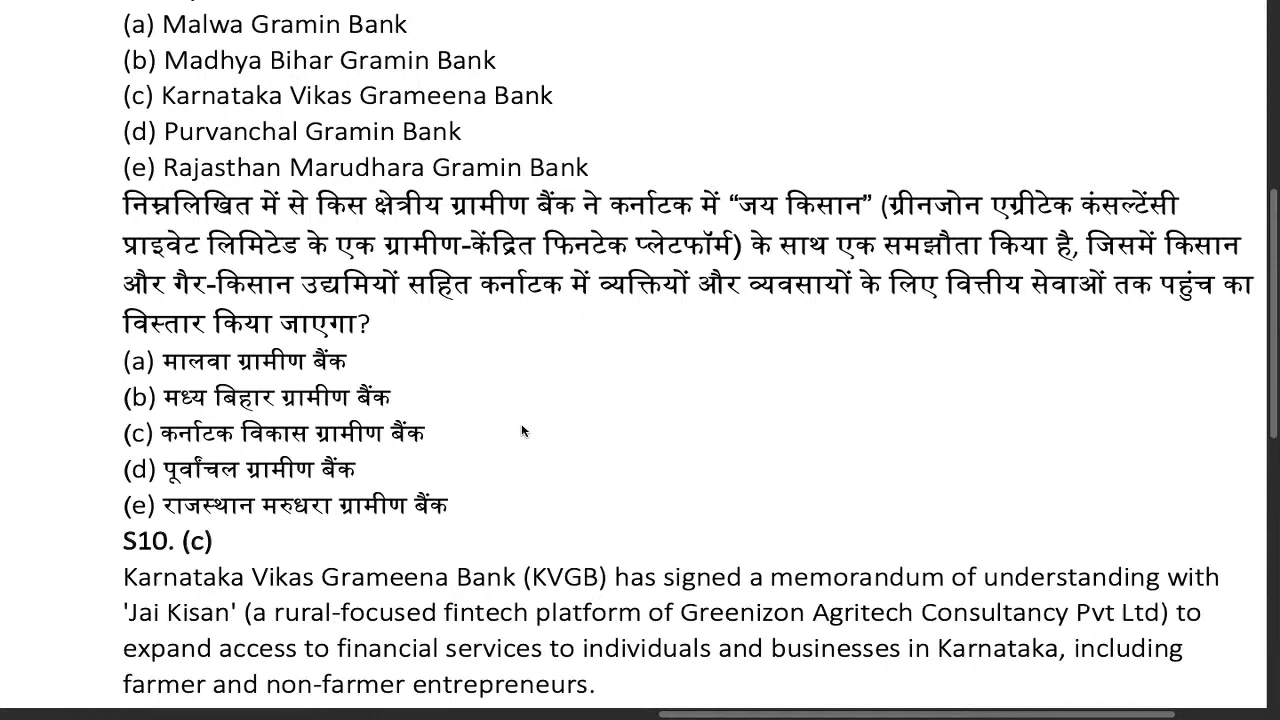 (a) Malwa Gramin Bank
(b) Madhya Bihar Gramin Bank
(c) Karnataka Vikas Grameena Bank
(d) Purvanchal Gramin Bank
(e) Rajasthan Marudhara Gramin Bank
निम्नलिखित में से किस क्षेत्रीय ग्रामीण बैंक ने कर्नाटक में “जय किसान” (ग्रीनजोन एग्रीटेक कंसल्टेंसी
प्राइवेट लिमिटेड के एक ग्रामीण-केंद्रित फिनटेक प्लेटफॉर्म) के साथ एक समझौता किया है, जिसमें किसान
और गैर-किसान उद्यमियों सहित कर्नाटक में व्यक्तियों और व्यवसायों के लिए वित्तीय सेवाओं तक पहुंच का
विस्तार किया जाएगा?
(a) मालवा ग्रामीण बैंक
(b) मध्य बिहार ग्रामीण बैंक
(c) कर्नाटक विकास ग्रामीण बैंक
(d) पूर्वांचल ग्रामीण बैंक
(e) राजस्थान मरुधरा ग्रामीण बैंक
S10. (c)
Karnataka Vikas Grameena Bank (KVGB) has signed a memorandum of understanding with
'Jai Kisan' (a rural-focused fintech platform of Greenizon Agritech Consultancy Pvt Ltd) to
expand access to financial services to individuals and businesses in Karnataka, including
farmer and non-farmer entrepreneurs.